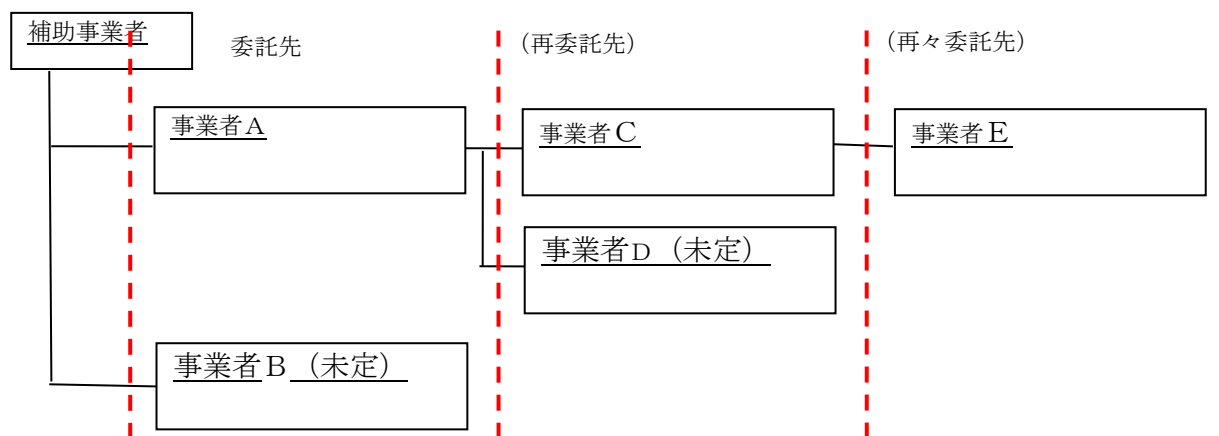 補助事業者
委託先
（再委託先）
（再々委託先）
事業者A
事業者C
事業者E
事業者D（未定）
事業者B（未定）